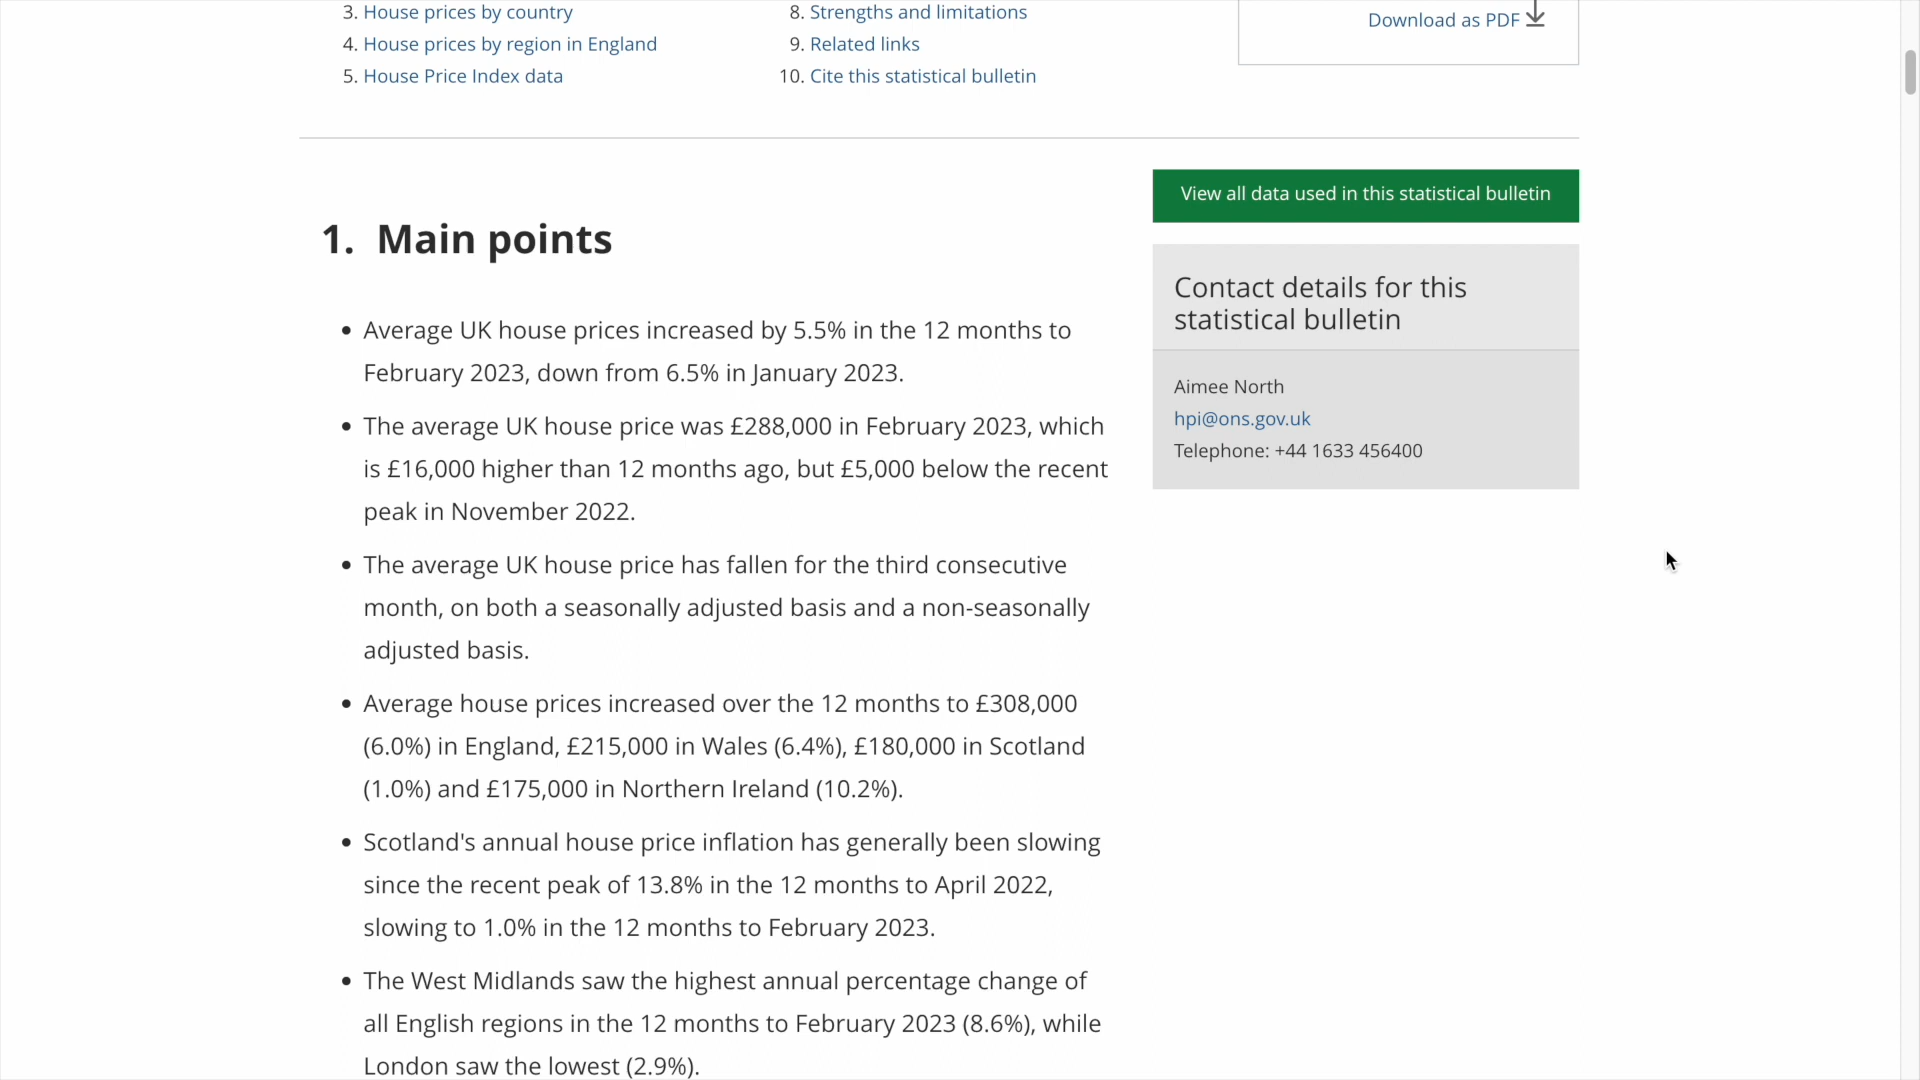 3. House prices by country
4. House prices by region in England
5. House Price Index data
8. Strengths and limitations
9. Related links
10. Cite this statistical bulletin
Download as PDF
View all data used in this statistical bulletin
1. Main points
• Average UK house prices increased by 5.5% in the 12 months to
February 2023, down from 6.5% in January 2023.
• The average UK house price was £288,000 in February 2023, which
is £16,000 higher than 12 months ago, but £5,000 below the recent
peak in November 2022.
• The average UK house price has fallen for the third consecutive
month, on both a seasonally adjusted basis and a non-seasonally
adjusted basis.
• Average house prices increased over the 12 months to £308,000
(6.0%) in England, £215,000 in Wales (6.4%), £180,000 in Scotland
(1.0%) and £175,000 in Northern Ireland (10.2%).
• Scotland's annual house price inflation has generally been slowing
since the recent peak of 13.8% in the 12 months to April 2022,
slowing to 1.0% in the 12 months to February 2023.
• The West Midlands saw the highest annual percentage change of
all English regions in the 12 months to February 2023 (8.6%), while
London saw the lowest (2.9%).
Contact details for this
statistical bulletin
Aimee North
hpi@ons.gov.uk
Telephone: +44 1633 456400